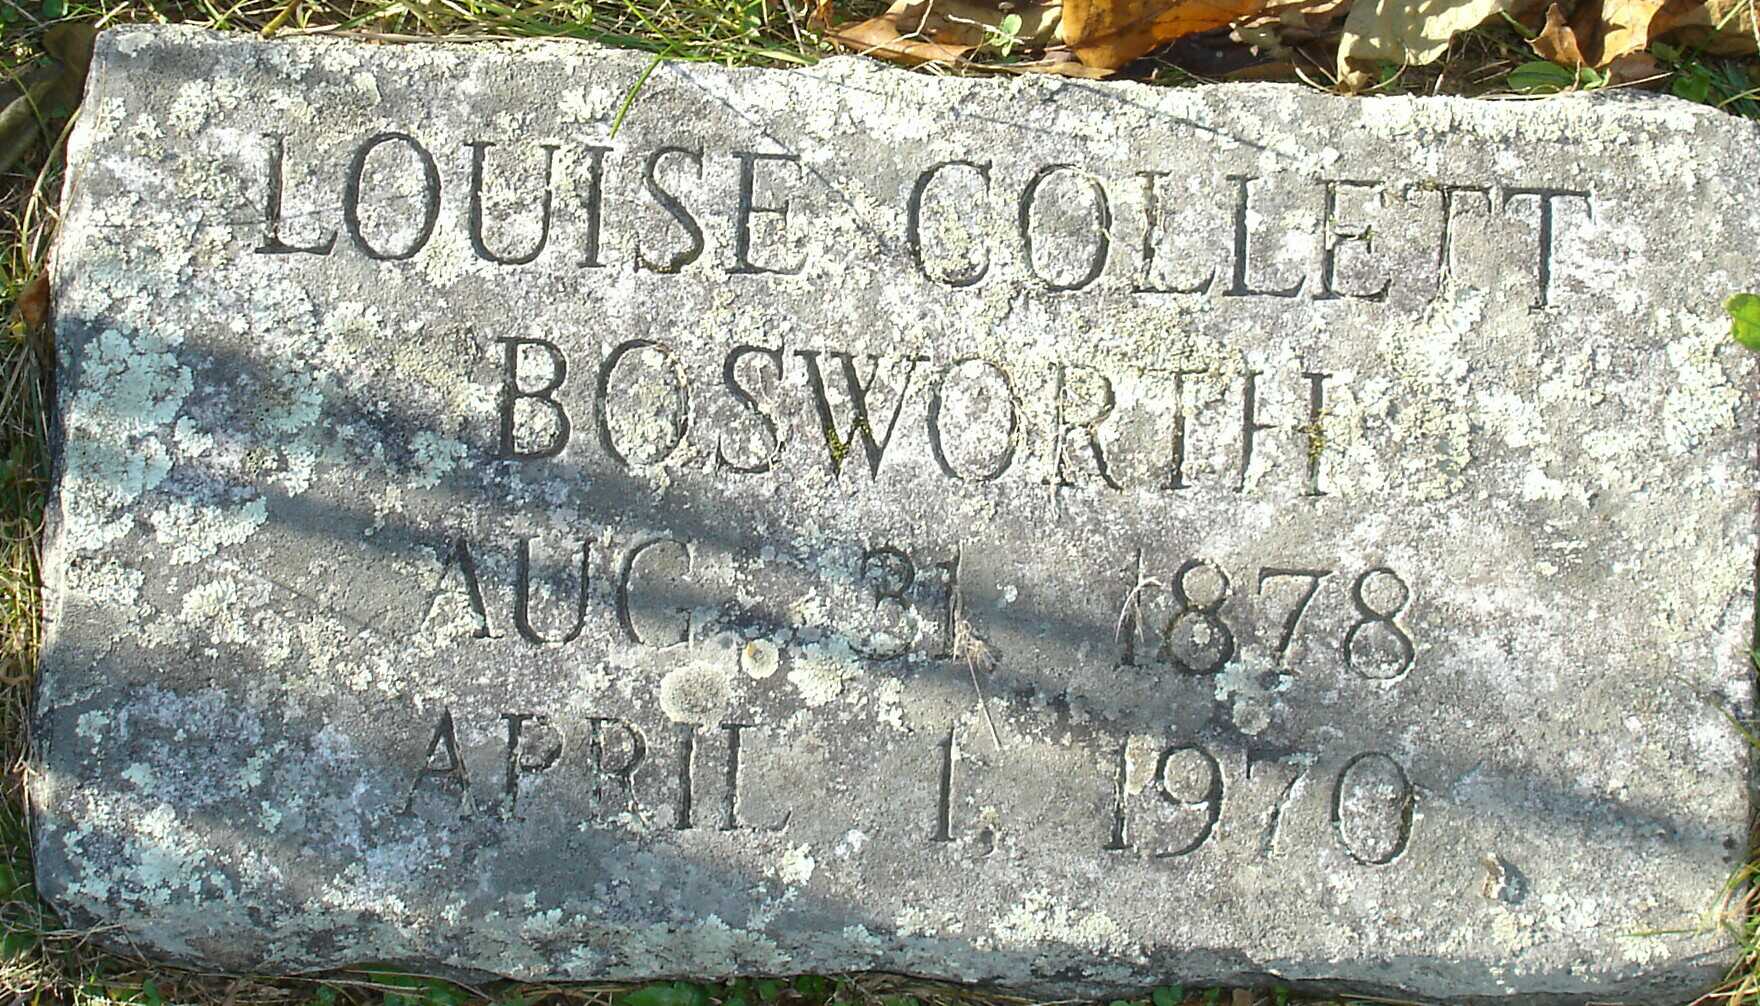 LOUISE COLLETT
BOSWORTH
AUG. 31, 1878
APRIL 1, 1970